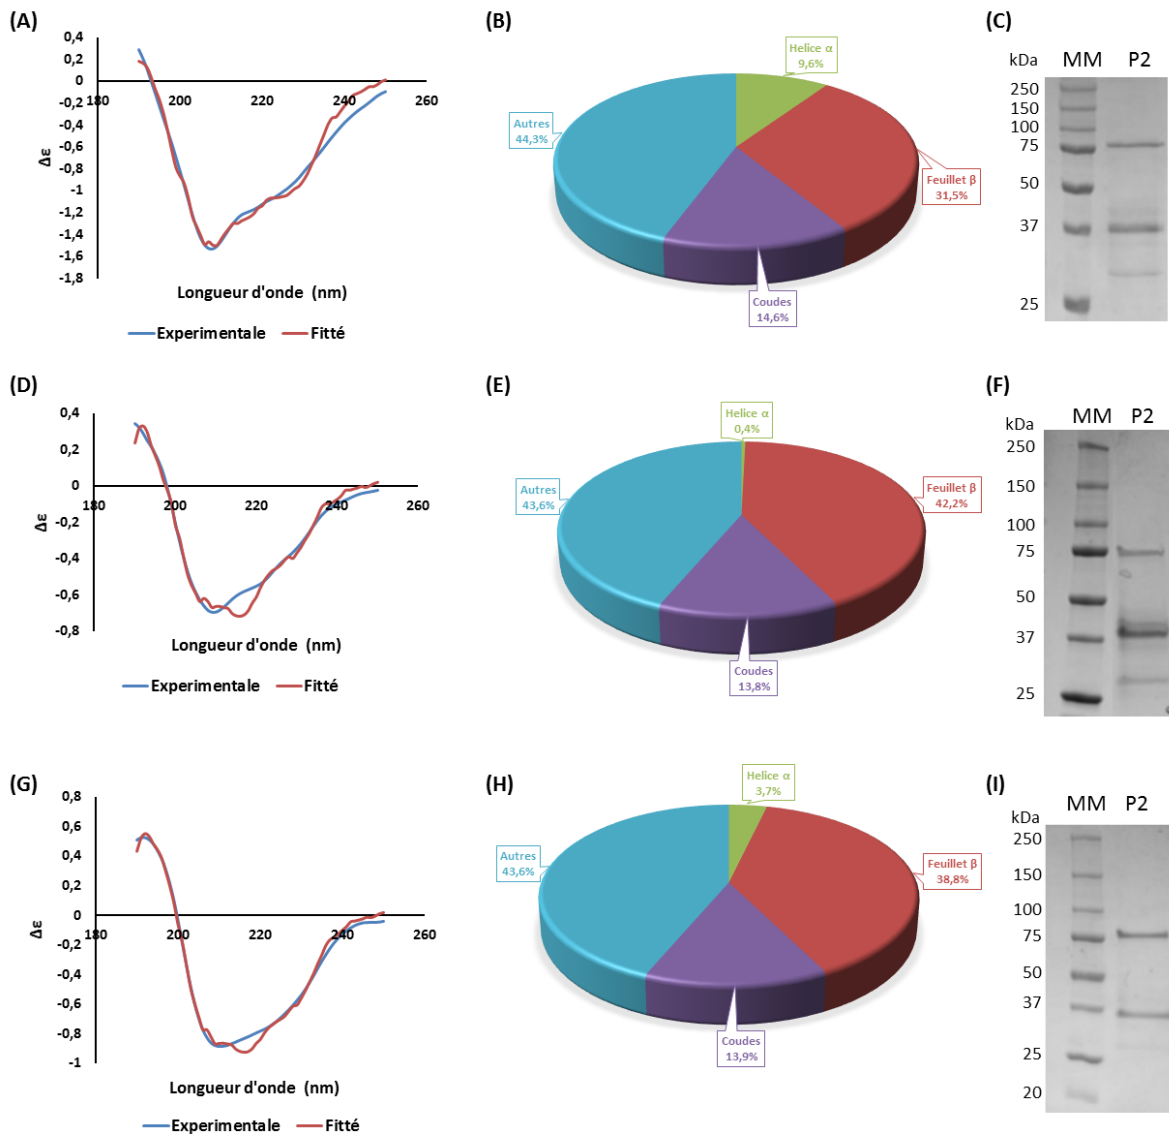 (A)
0,4
0,2
0
-0,2
-0,4
-0,6
-0,8
-1
-1,2
-1,4
-1,6
-1,8
180
200
220
240
260
Δε
Longueur d'onde (nm)
Experimentale
Fitté
(B)
Helice α
9,6%
Feuillet β
31,5%
Coudes
14,6%
Autres
44,3%
(C)
kDa
MM
P2
250
150
100
75
50
37
25
(D)
0,4
0,2
0
-0,2
-0,4
-0,6
-0,8
180
200
220
240
260
Δε
Longueur d'onde (nm)
Experimentale
Fitté
(E)
Helice α
0,4%
Feuillet β
42,2%
Coudes
13,8%
Autres
43,6%
(F)
kDa
MM
P2
250
150
100
75
50
37
25
(G)
0,8
0,6
0,4
0,2
0
-0,2
-0,4
-0,6
-0,8
-1
180
200
220
240
260
Δε
Longueur d'onde (nm)
Experimentale
Fitté
(H)
Helice α
3,7%
Feuillet β
38,8%
Coudes
13,9%
Autres
43,6%
(I)
kDa
MM
P2
250
150
100
75
50
37
25
20